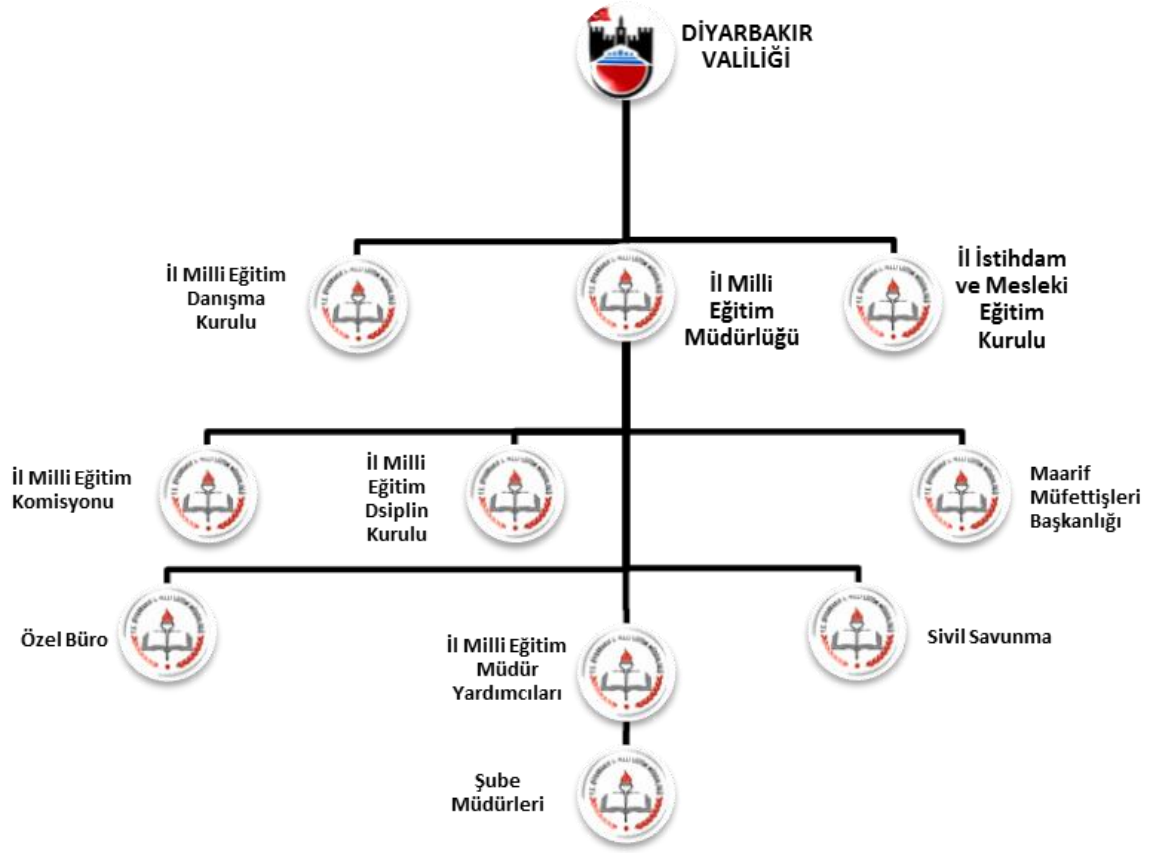 DİYARBAKIR
VALİLİĞİ
İl Milli Eğitim
Danışma
Kurulu
İl Milli
Eğitim
Müdürlüğü
İl İstihdam
ve Mesleki
Eğitim
Kurulu
İl Milli Eğitim
Komisyonu
İl Milli
Eğitim
Dsiplin
Kurulu
Maarif
Müfettişleri
Başkanlığı
Özel Büro
İl Milli Eğitim
Müdür
Yardımcıları
Sivil Savunma
Şube
Müdürleri